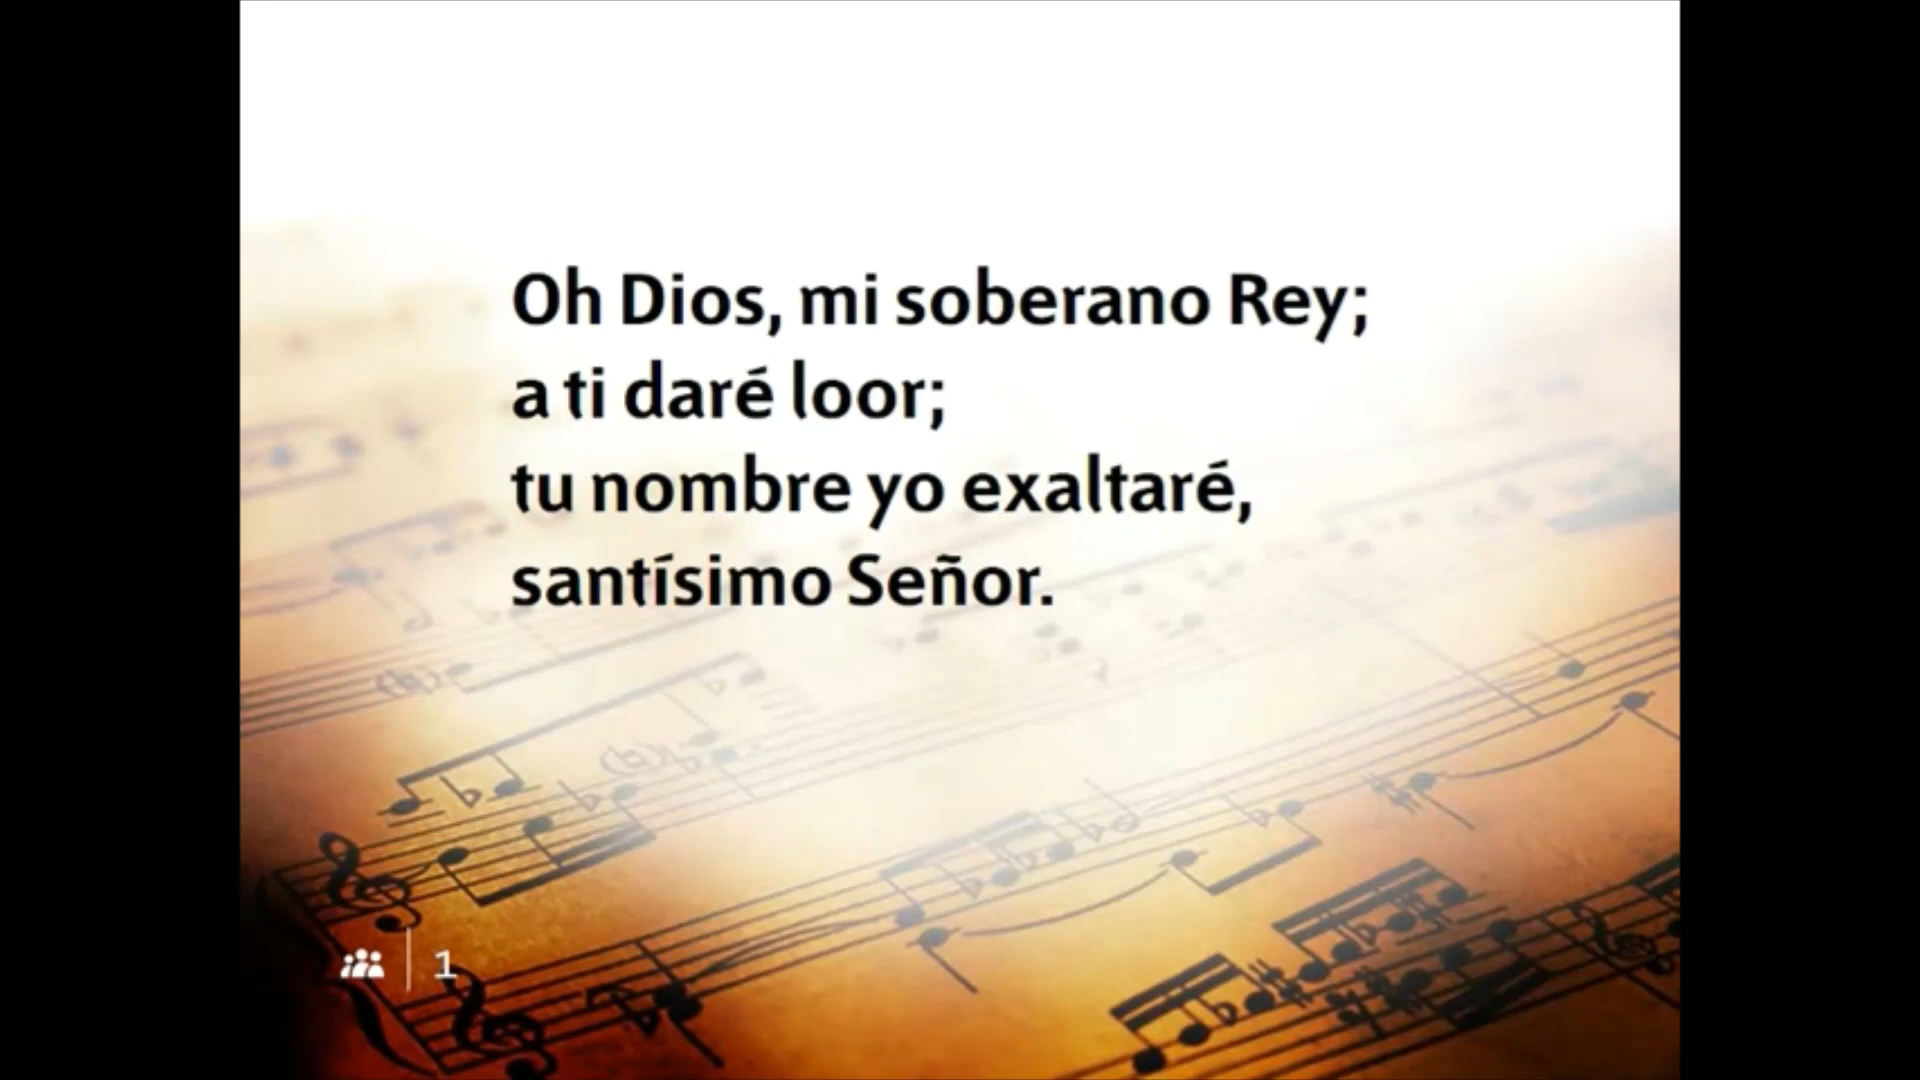 Oh Dios, mi soberano Rey;
a ti daré loor;
tu nombre yo exaltaré,
santísimo Señor.
1